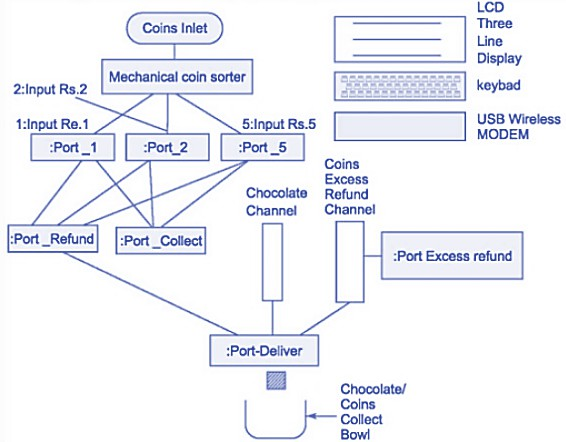 Coins Inlet
Mechanical coin sorter
2:Input Rs.2
1:Input Re.1
5:Input Rs.5
:Port _1
:Port_2
:Port _5
:Port _Refund
:Port _Collect
Chocolate
Channel
Coins
Excess
Refund
Channel
:Port Excess refund
:Port-Deliver
Chocolate/
Coins
Collect
Bowl
LCD
Three
Line
Display
keybad
USB Wireless
MODEM